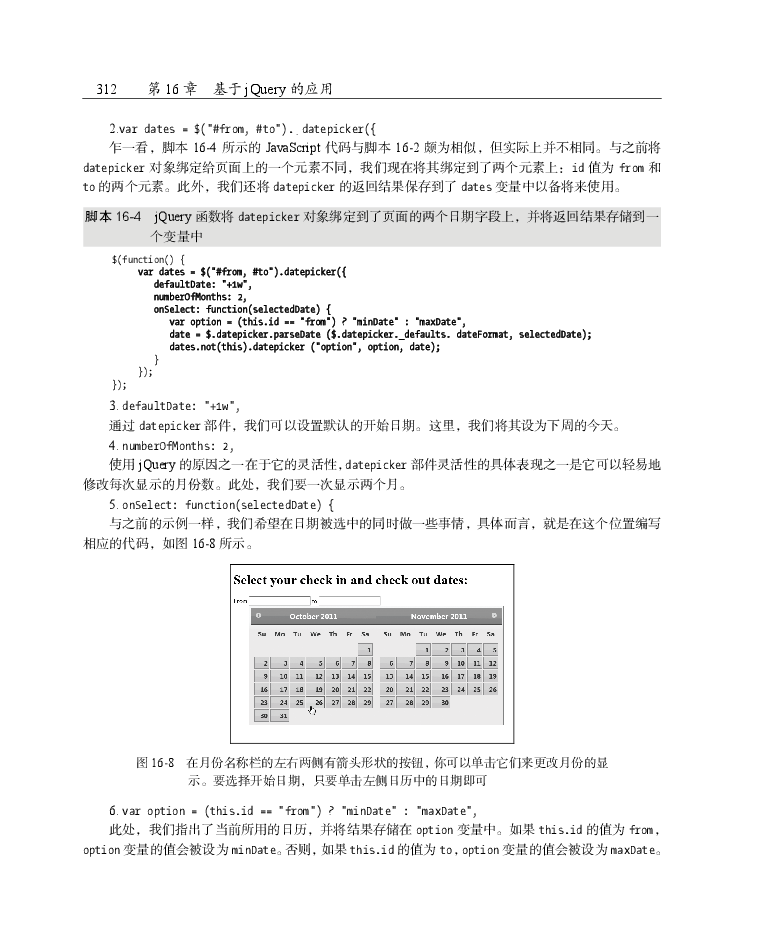 312 第 16 章 基于 jQuery 的应用
2.var dates = $("#from, #to"). datepicker({
乍一看，脚本 16-4 所示的 JavaScript 代码与脚本 16-2 颇为相似，但实际上并不相同。与之前将
datepicker 对象绑定给页面上的一个元素不同，我们现在将其绑定到了两个元素上：id 值为 from 和
to 的两个元素。此外，我们还将 datepicker 的返回结果保存到了 dates 变量中以备将来使用。
脚本 16-4 jQuery 函数将 datepicker 对象绑定到了页面的两个日期字段上，并将返回结果存储到一
个变量中
$(function() {
var dates = $("#from, #to").datepicker({
defaultDate: "+1w",
numberOfMonths: 2,
onSelect: function(selectedDate) {
var option = (this.id == "from") ? "minDate" : "maxDate",
date = $.datepicker.parseDate ($.datepicker._defaults. dateFormat, selectedDate);
dates.not(this).datepicker ("option", option, date);
}
});
});
3. defaultDate: "+1w",
通过 datepicker 部件，我们可以设置默认的开始日期。这里，我们将其设为下周的今天。
4. numberOfMonths: 2,
使用 jQuery 的原因之一在于它的灵活性，datepicker 部件灵活性的具体表现之一是它可以轻易地
修改每次显示的月份数。此处，我们要一次显示两个月。
5. onSelect: function(selectedDate) {
与之前的示例一样，我们希望在日期被选中的同时做一些事情，具体而言，就是在这个位置编写
相应的代码，如图 16-8 所示。
Select your check in and check out dates:
From to
October 2011 November 2011
Su Mo Tu We Th Fr Sa Su Mo Tu We Th Fr Sa
1 1 2 3 4 5
2 3 4 5 6 7 8 6 7 8 9 10 11 12
9 10 11 12 13 14 15 13 14 15 16 17 18 19
16 17 18 19 20 21 22 20 21 22 23 24 25 26
23 24 25 26 27 28 29 27 28 29 30
30 31
图 16-8 在月份名称栏的左右两侧有箭头形状的按钮，你可以单击它们来更改月份的显
示。要选择开始日期，只要单击左侧日历中的日期即可
6. var option = (this.id == "from") ? "minDate" : "maxDate",
此处，我们指出了当前所用的日历，并将结果存储在 option 变量中。如果 this.id 的值为 from，
option 变量的值会被设为 minDate。否则，如果 this.id 的值为 to，option 变量的值会被设为 maxDate。